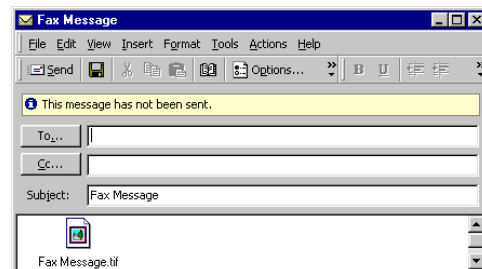 Fax Message
File Edit View Insert Format Tools Actions Help
Send Options... » B U »
This message has not been sent.
To...
Cc...
Subject: Fax Message
Fax Message.tif